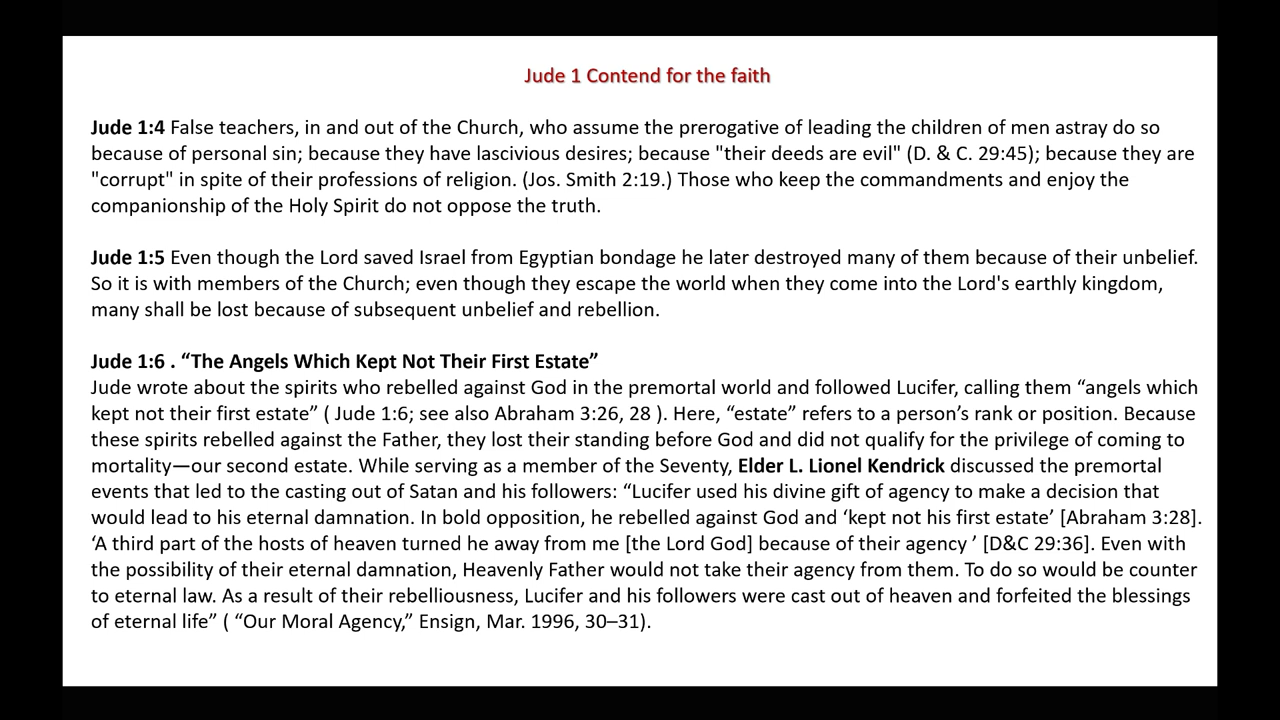 Jude 1 Contend for the faith
Jude 1:4 False teachers, in and out of the Church, who assume the prerogative of leading the children of men astray do so
because of personal sin; because they have lascivious desires; because "their deeds are evil" (D. & C. 29:45); because they are
"corrupt" in spite of their professions of religion. (Jos. Smith 2:19.) Those who keep the commandments and enjoy the
companionship of the Holy Spirit do not oppose the truth.
Jude 1:5 Even though the Lord saved Israel from Egyptian bondage he later destroyed many of them because of their unbelief.
So it is with members of the Church; even though they escape the world when they come into the Lord's earthly kingdom,
many shall be lost because of subsequent unbelief and rebellion.
Jude 1:6 . “The Angels Which Kept Not Their First Estate”
Jude wrote about the spirits who rebelled against God in the premortal world and followed Lucifer, calling them “angels which
kept not their first estate” ( Jude 1:6; see also Abraham 3:26, 28 ). Here, “estate” refers to a person’s rank or position. Because
these spirits rebelled against the Father, they lost their standing before God and did not qualify for the privilege of coming to
mortality—our second estate. While serving as a member of the Seventy, Elder L. Lionel Kendrick discussed the premortal
events that led to the casting out of Satan and his followers: “Lucifer used his divine gift of agency to make a decision that
would lead to his eternal damnation. In bold opposition, he rebelled against God and ‘kept not his first estate’ [Abraham 3:28].
‘A third part of the hosts of heaven turned he away from me [the Lord God] because of their agency ’ [D&C 29:36]. Even with
the possibility of their eternal damnation, Heavenly Father would not take their agency from them. To do so would be counter
to eternal law. As a result of their rebelliousness, Lucifer and his followers were cast out of heaven and forfeited the blessings
of eternal life” ( “Our Moral Agency,” Ensign, Mar. 1996, 30–31).